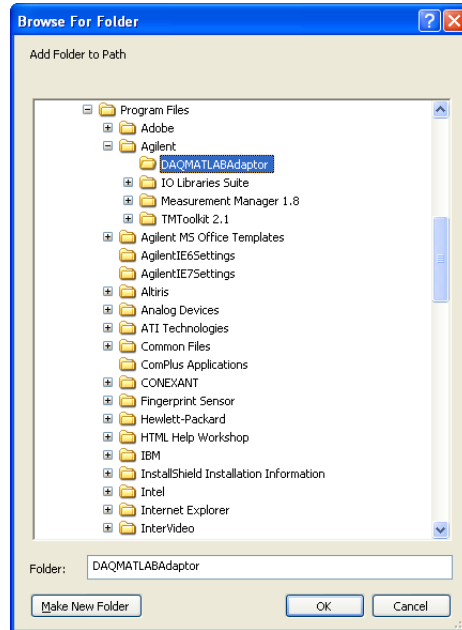 Browse For Folder
Add Folder to Path
Program Files
Adobe
Agilent
DAQMATLABAdaptor
IO Libraries Suite
Measurement Manager 1.8
TMToolkit 2.1
Agilent MS Office Templates
AgilentIE6Settings
AgilentIE7Settings
Altiris
Analog Devices
ATI Technologies
Common Files
ComPlus Applications
CONEXANT
Fingerprint Sensor
Hewlett-Packard
HTML Help Workshop
IBM
InstallShield Installation Information
Intel
Internet Explorer
InterVideo
Folder: DAQMATLABAdaptor
Make New Folder OK Cancel